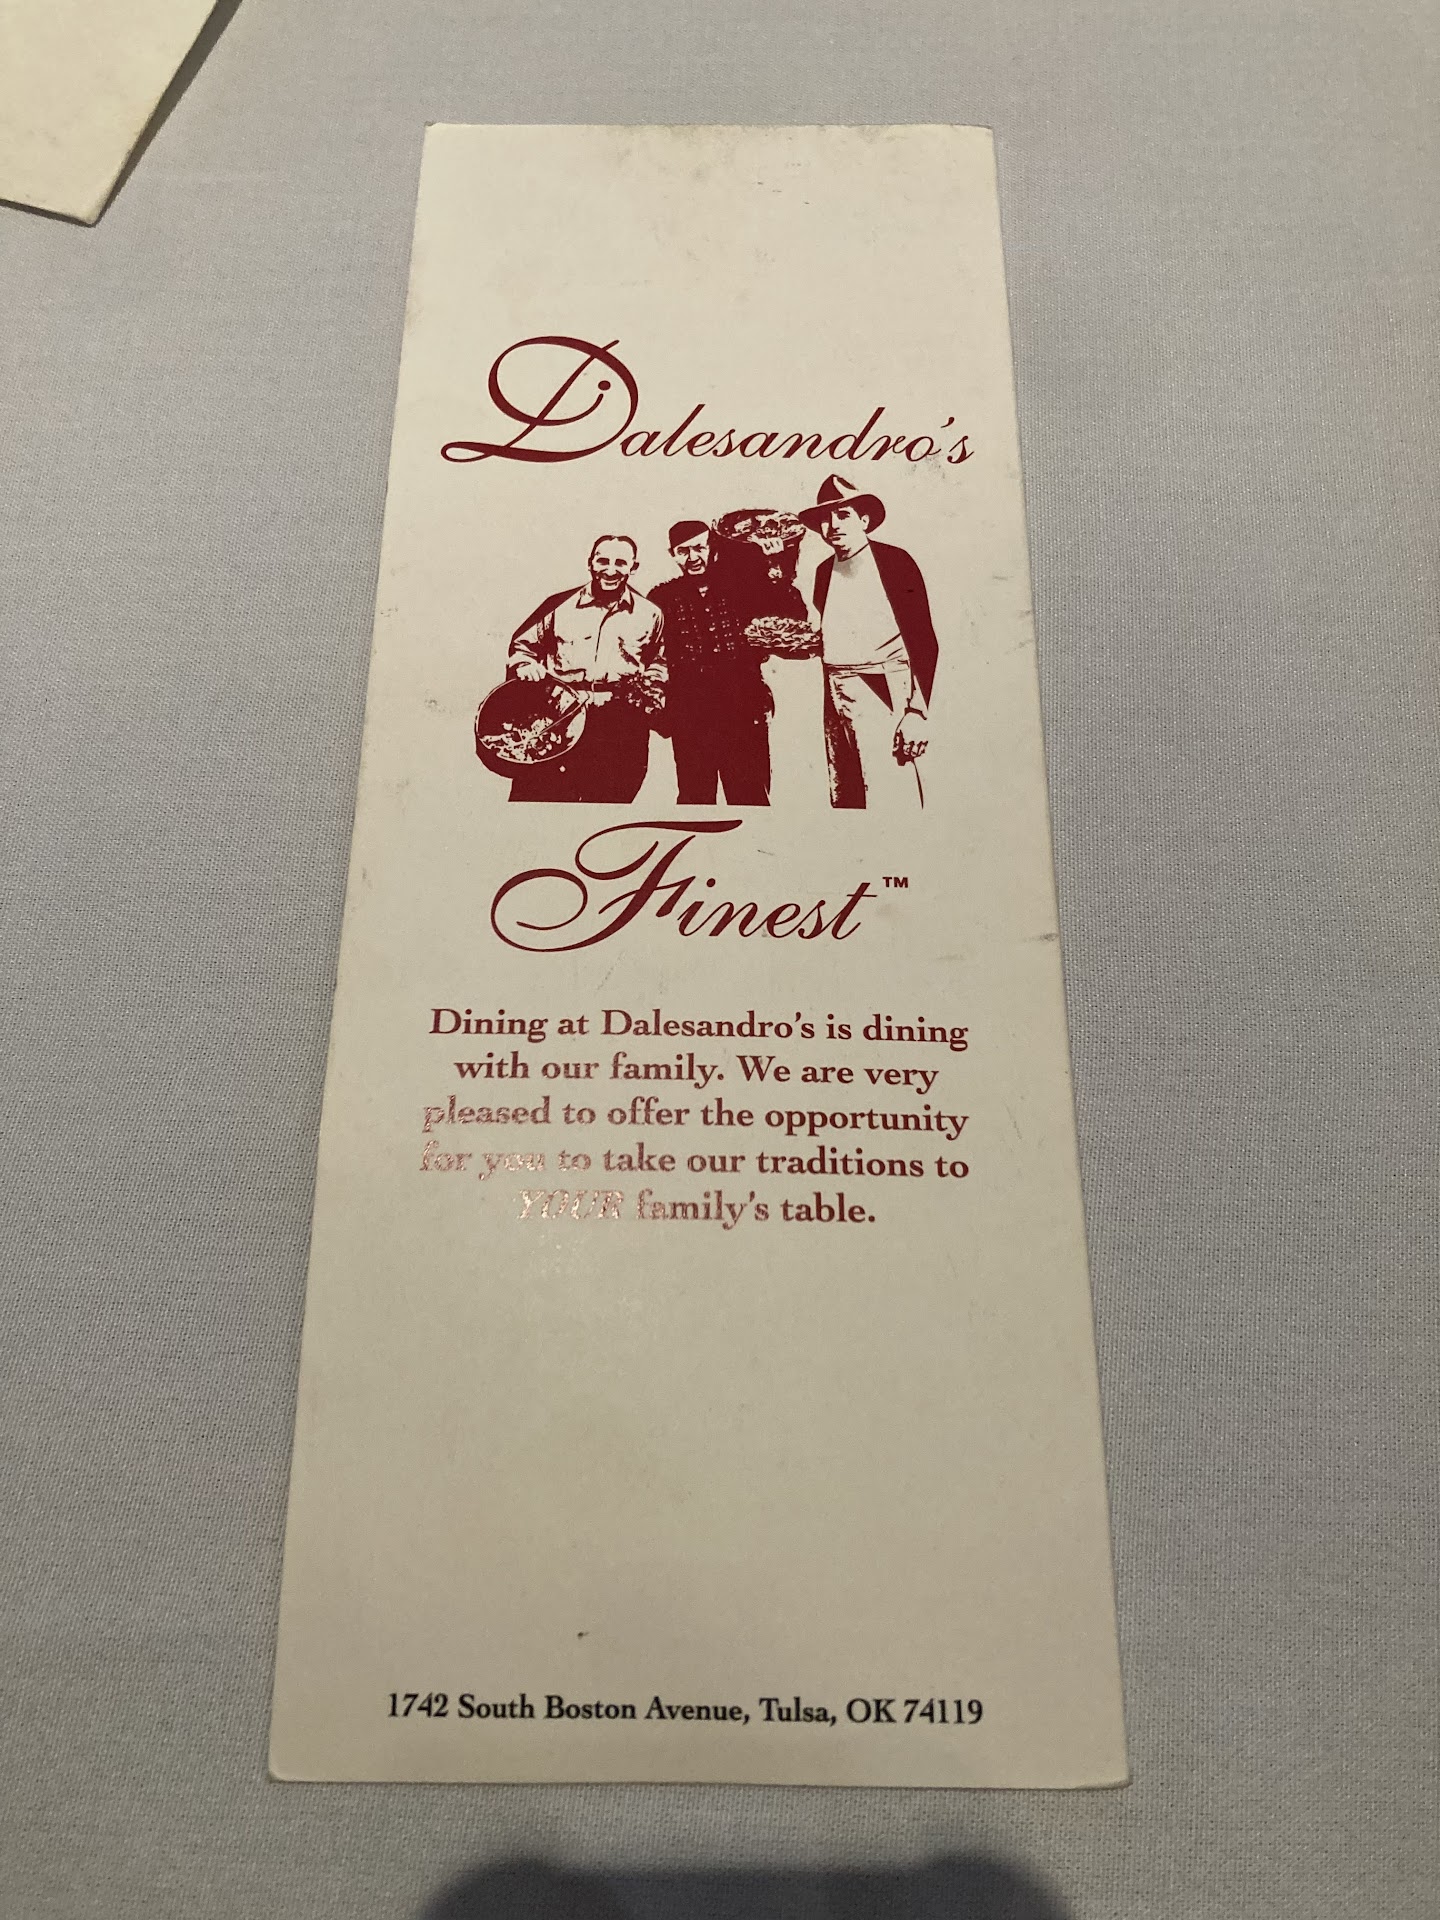 Dalesandro's
Finest™
Dining at Dalesandro's is dining
with our family. We are very
pleased to offer the opportunity
for you to take our traditions to
YOUR family's table.
1742 South Boston Avenue, Tulsa, OK 74119